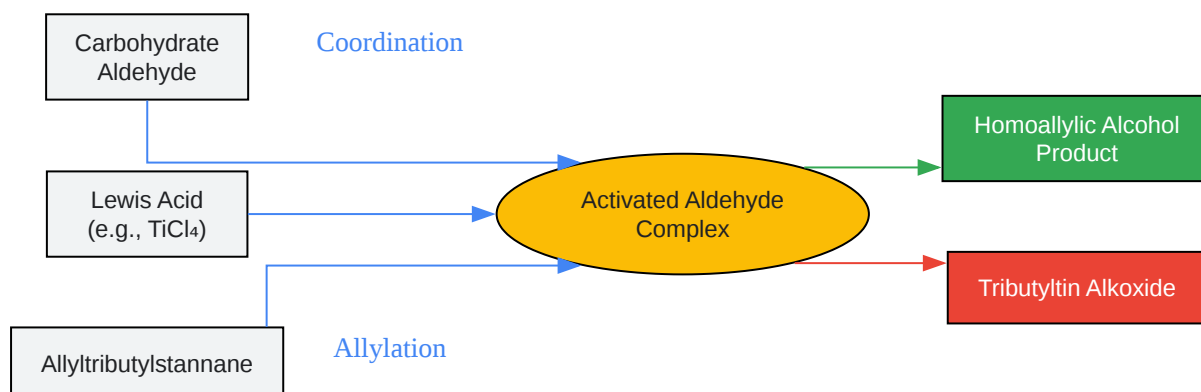 Carbohydrate
Aldehyde
Coordination
Lewis Acid
(e.g., TiCl₄)
Allyltributylstannane
Allylation
Activated Aldehyde
Complex
Homoallylic Alcohol
Product
Tributyltin Alkoxide